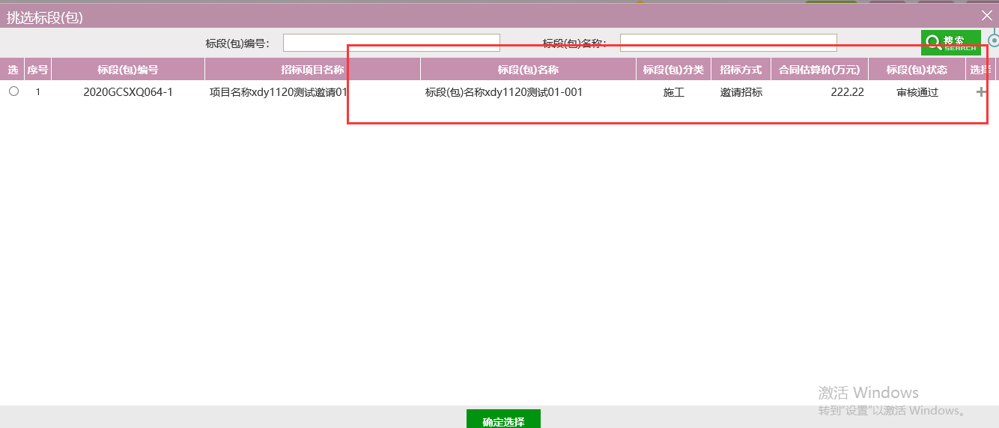 挑选标段(包)
标段(包)编号： 标段(包)名称： 搜索 SEARCH
选 序号 标段(包)编号 招标项目名称 标段(包)名称 标段(包)分类 招标方式 合同估算价(万元) 标段(包)状态 选择
1 2020GCSXQ064-1 项目名称xdy1120测试邀请01 标段(包)名称xdy1120测试01-001 施工 邀请招标 222.22 审核通过
激活 Windows
转到"设置"以激活 Windows。
确定选择